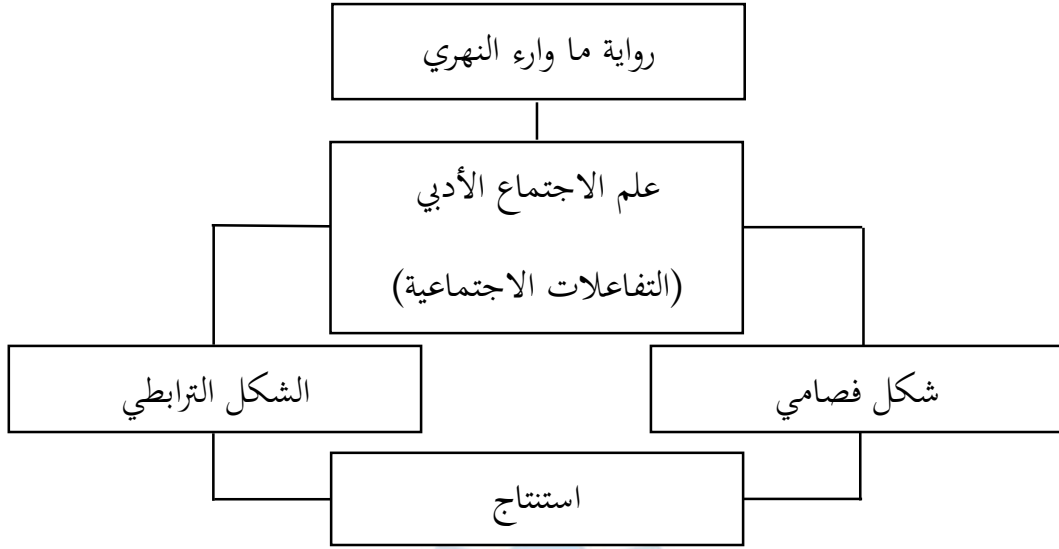 رواية ما وارء النهري
علم الاجتماع الأدبي
(التفاعلات الاجتماعية)
شكل فصامي
الشكل الترابطي
استنتاج